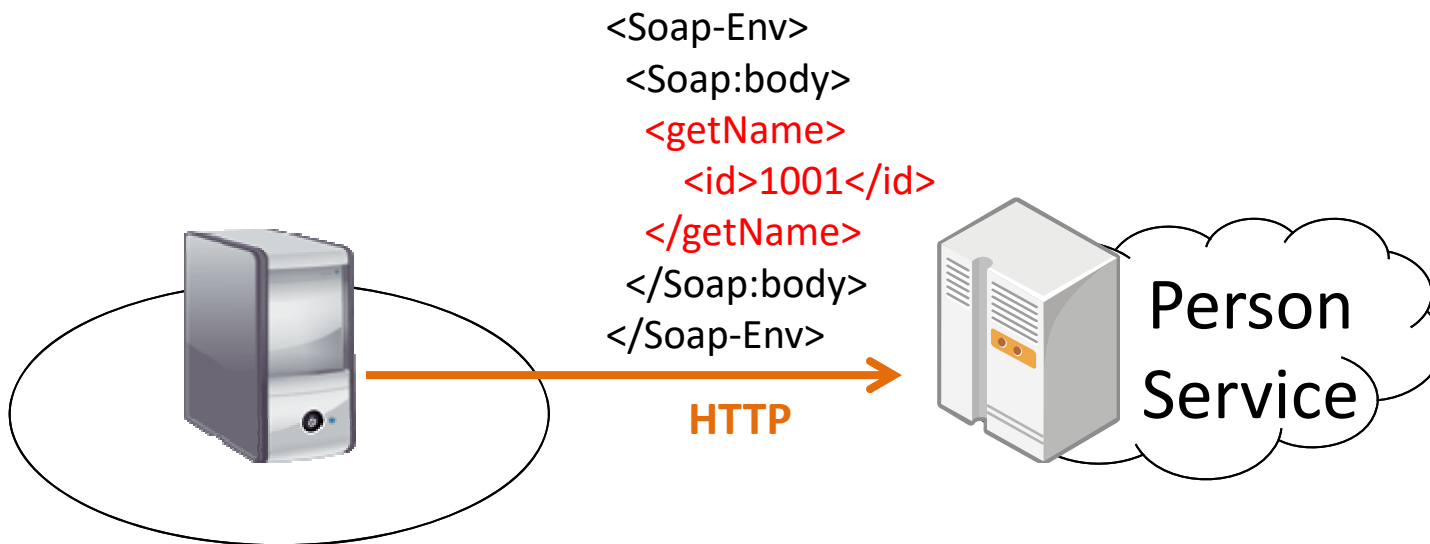 <Soap-Env>
<Soap:body>
<getName>
<id>1001</id>
</getName>
</Soap:body>
</Soap-Env>
HTTP
Person
Service